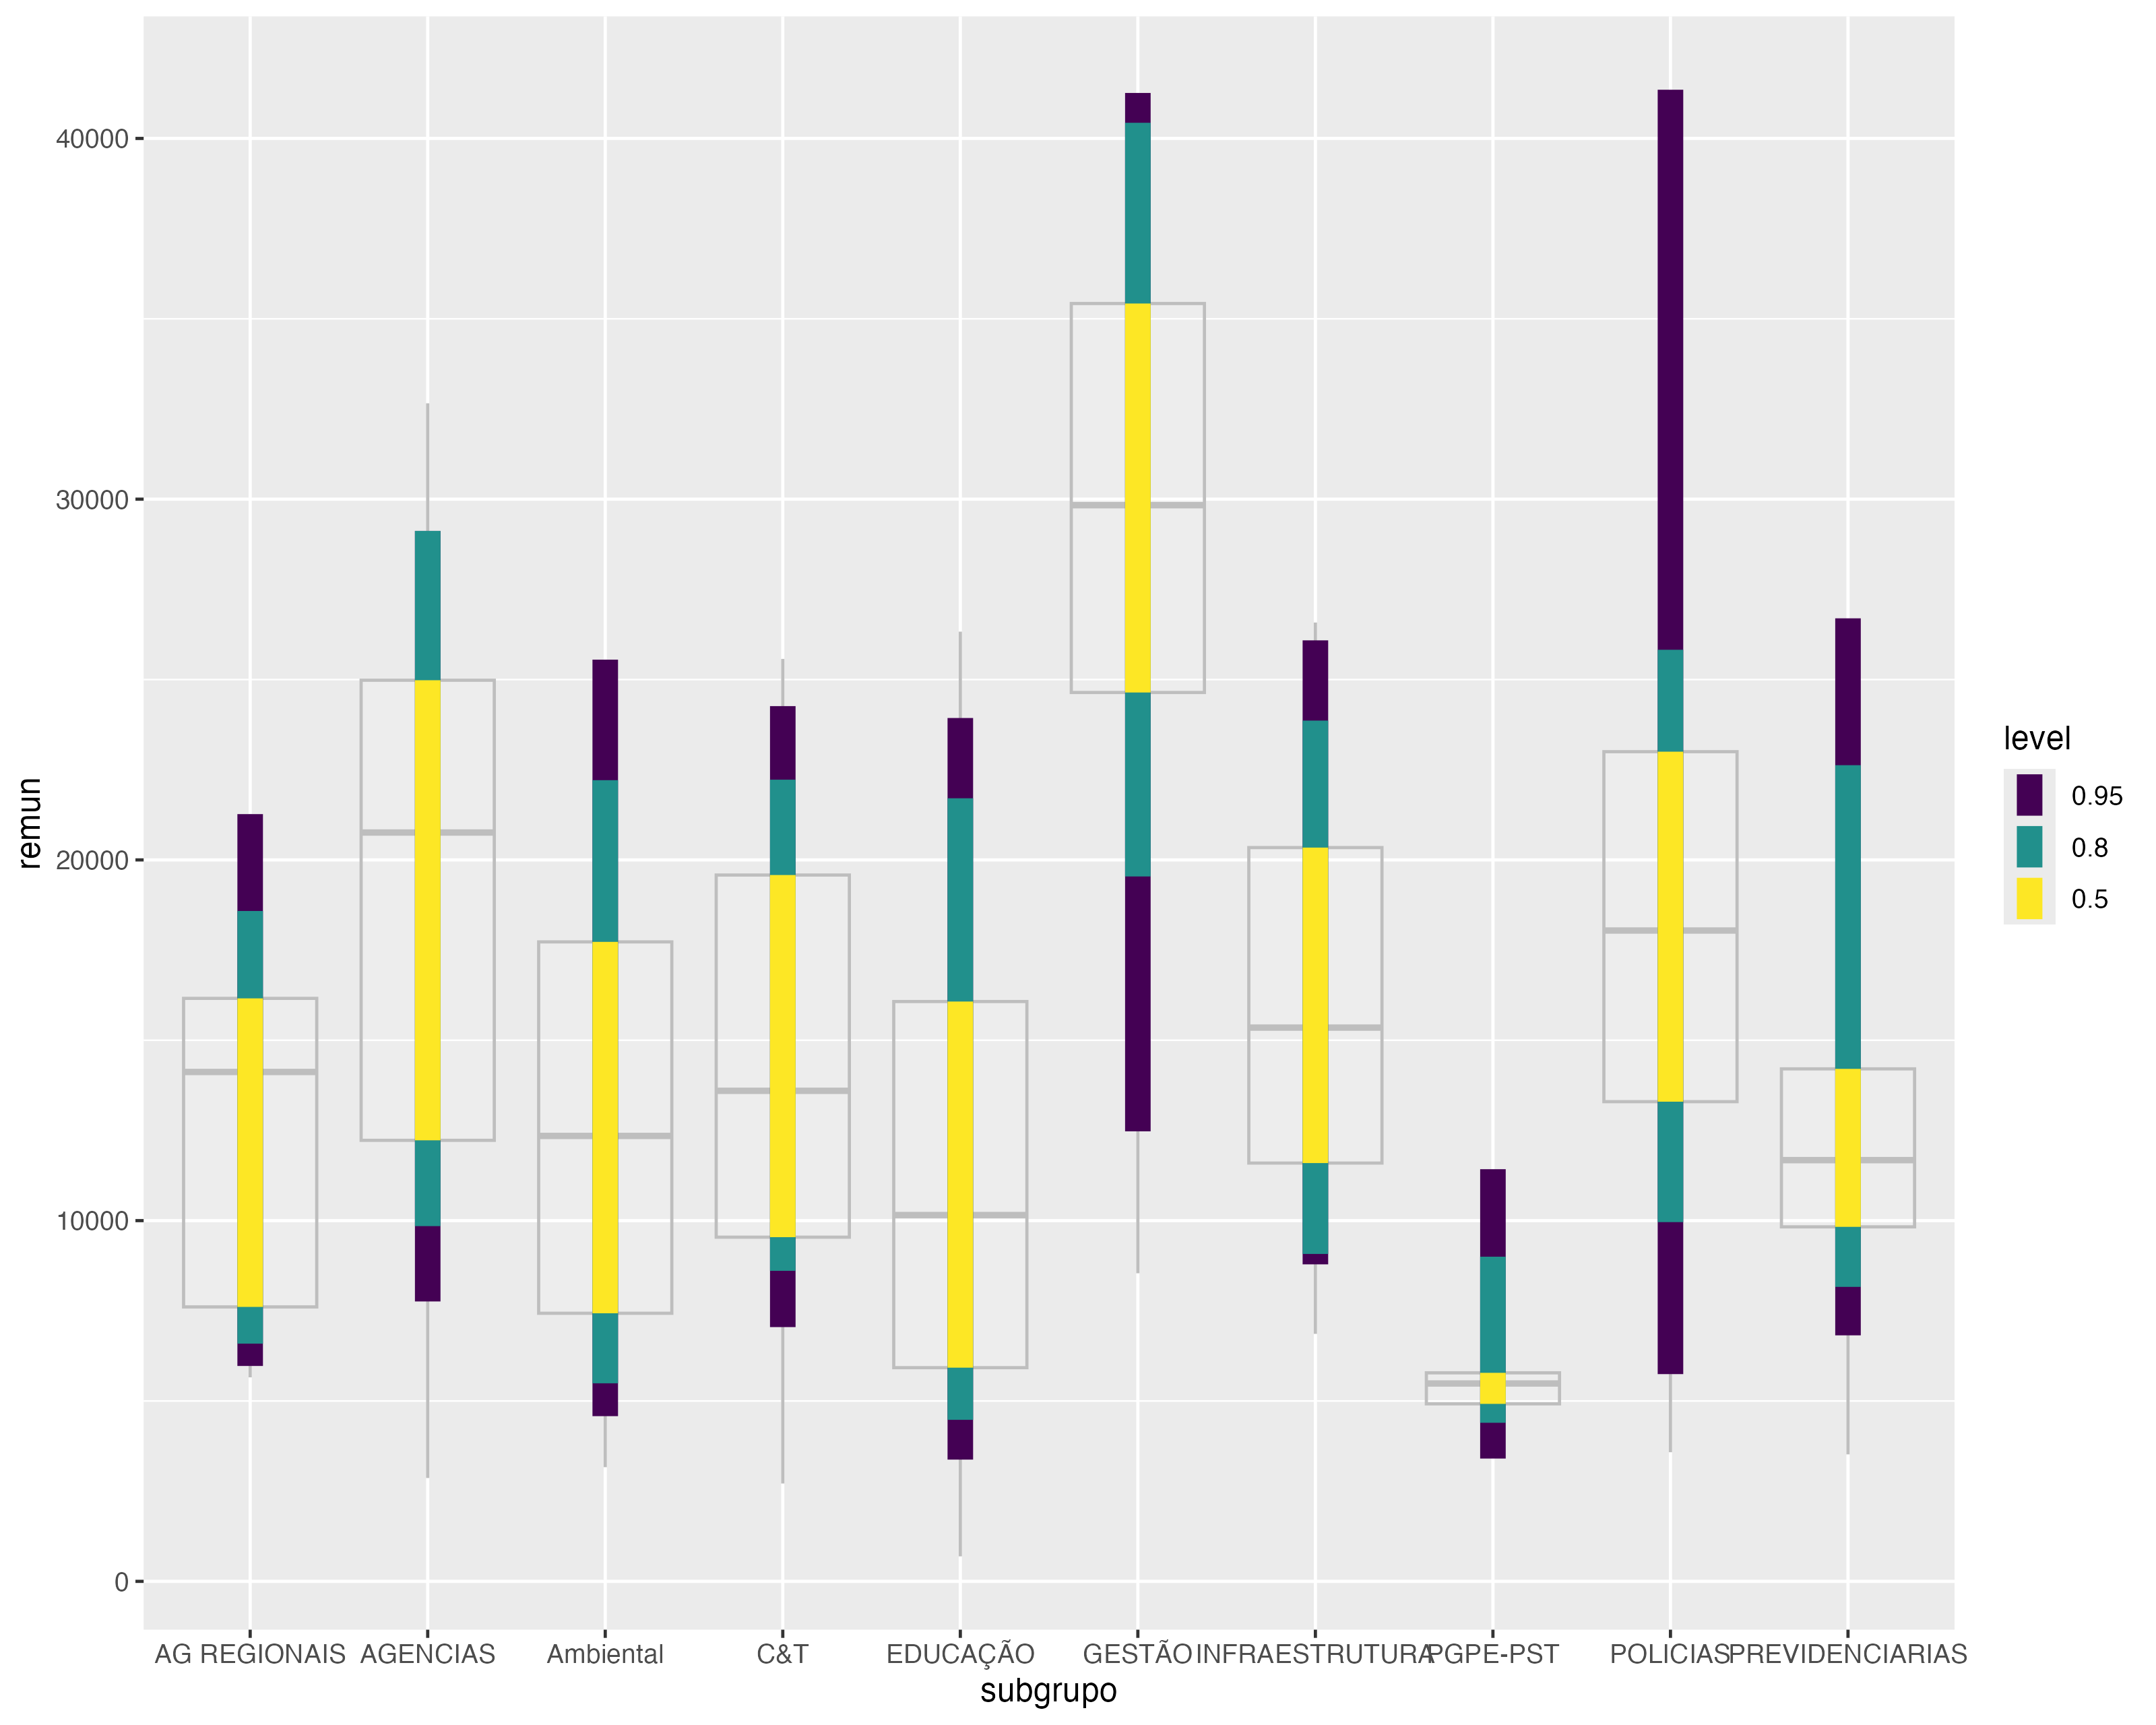 remun
40000
30000
20000
10000
0
AG REGIONAIS AGENCIAS Ambiental C&T EDUCAÇÃO GESTÃO INFRAESTRUTURA PGPE-PST POLICIAS PREVIDENCIARIAS
subgrupo
level
0.95
0.8
0.5